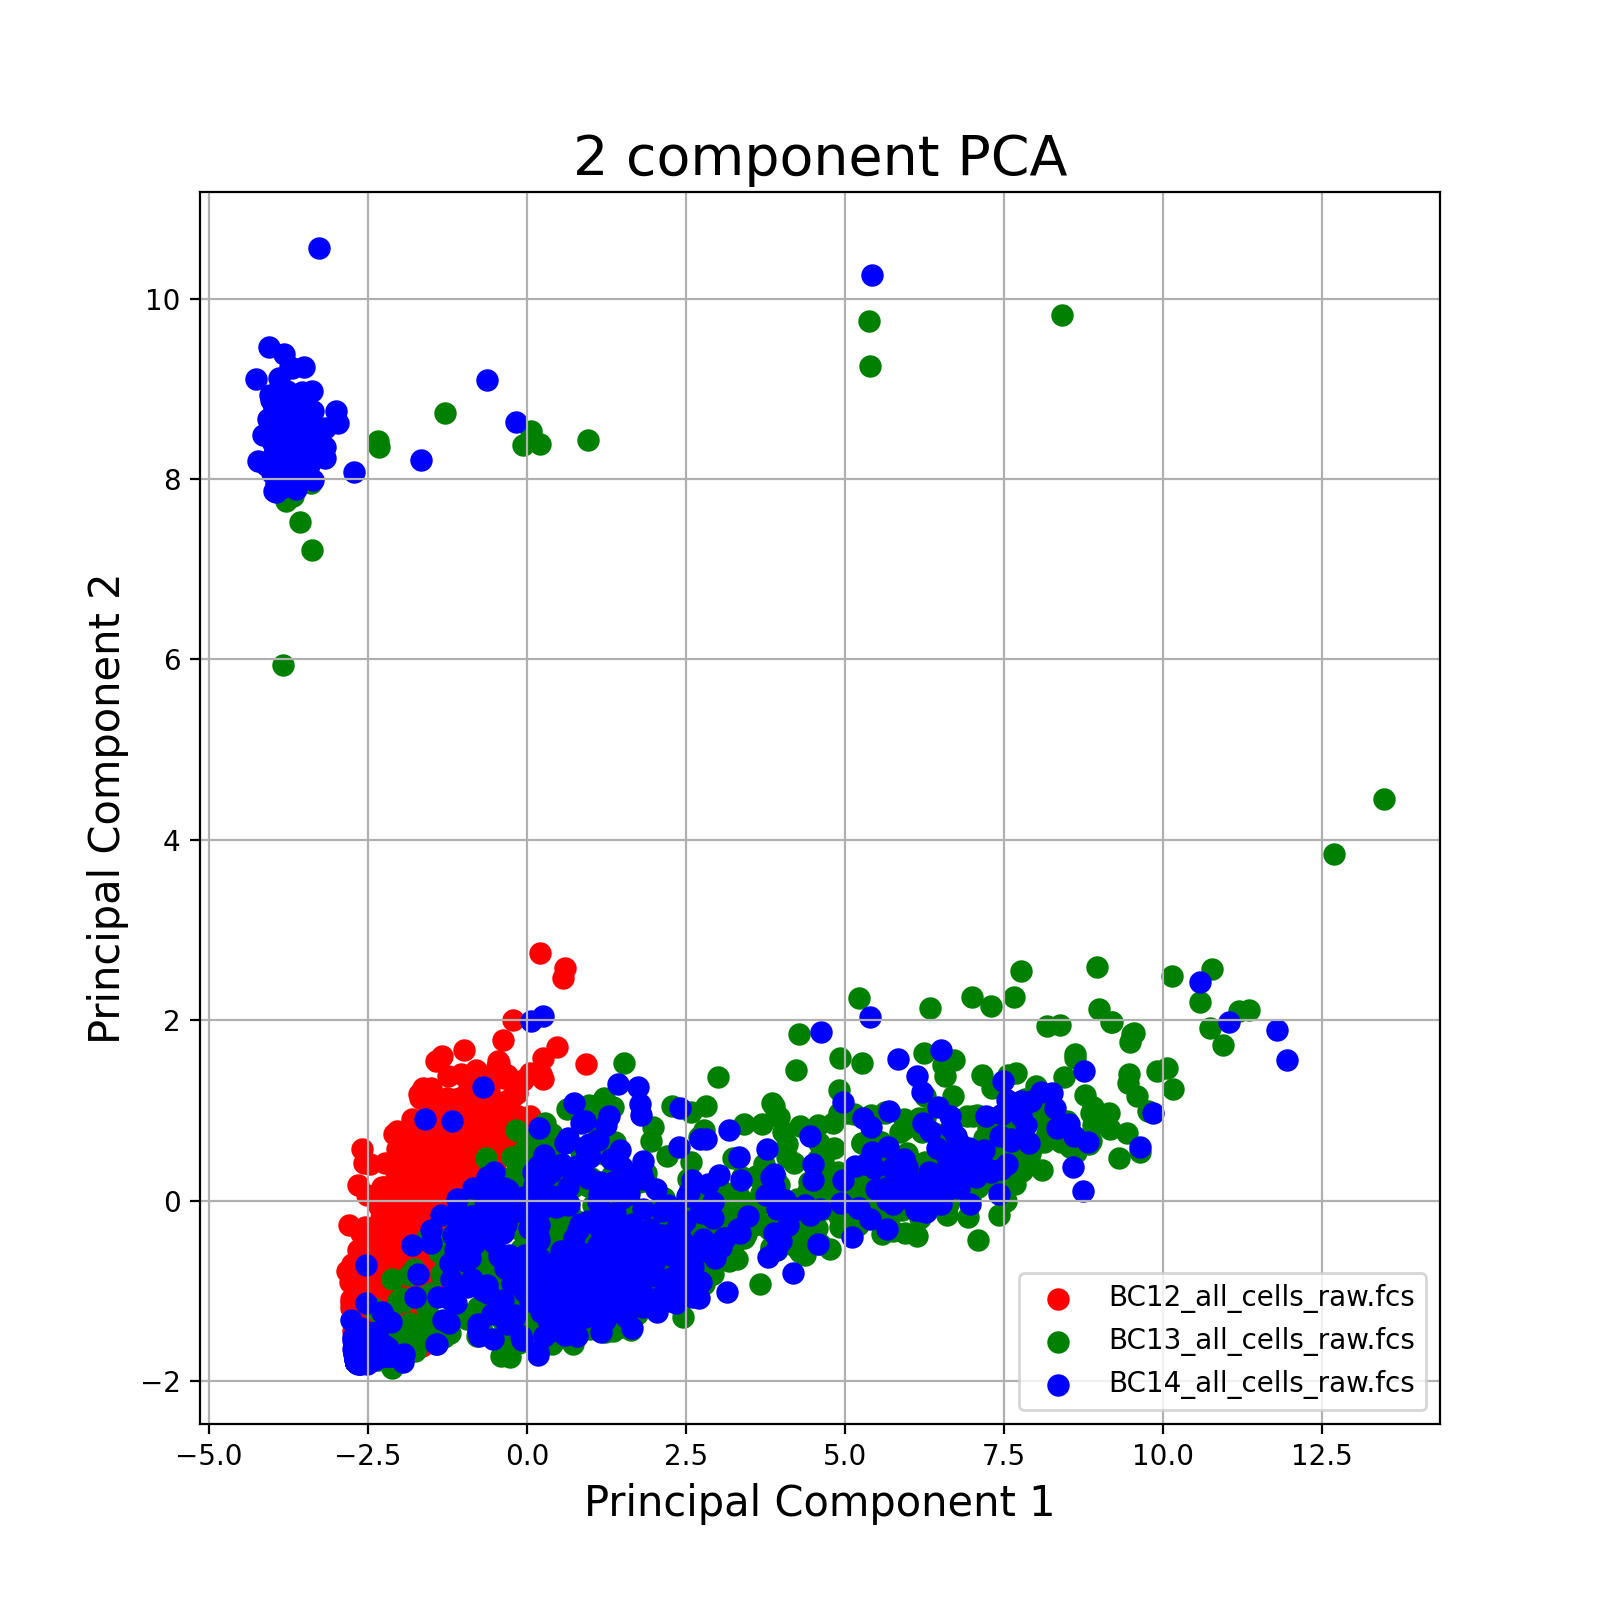 2 component PCA
Principal Component 2
10
8
6
4
2
0
−2
−5.0 −2.5 0.0 2.5 5.0 7.5 10.0 12.5
Principal Component 1
BC12_all_cells_raw.fcs
BC13_all_cells_raw.fcs
BC14_all_cells_raw.fcs